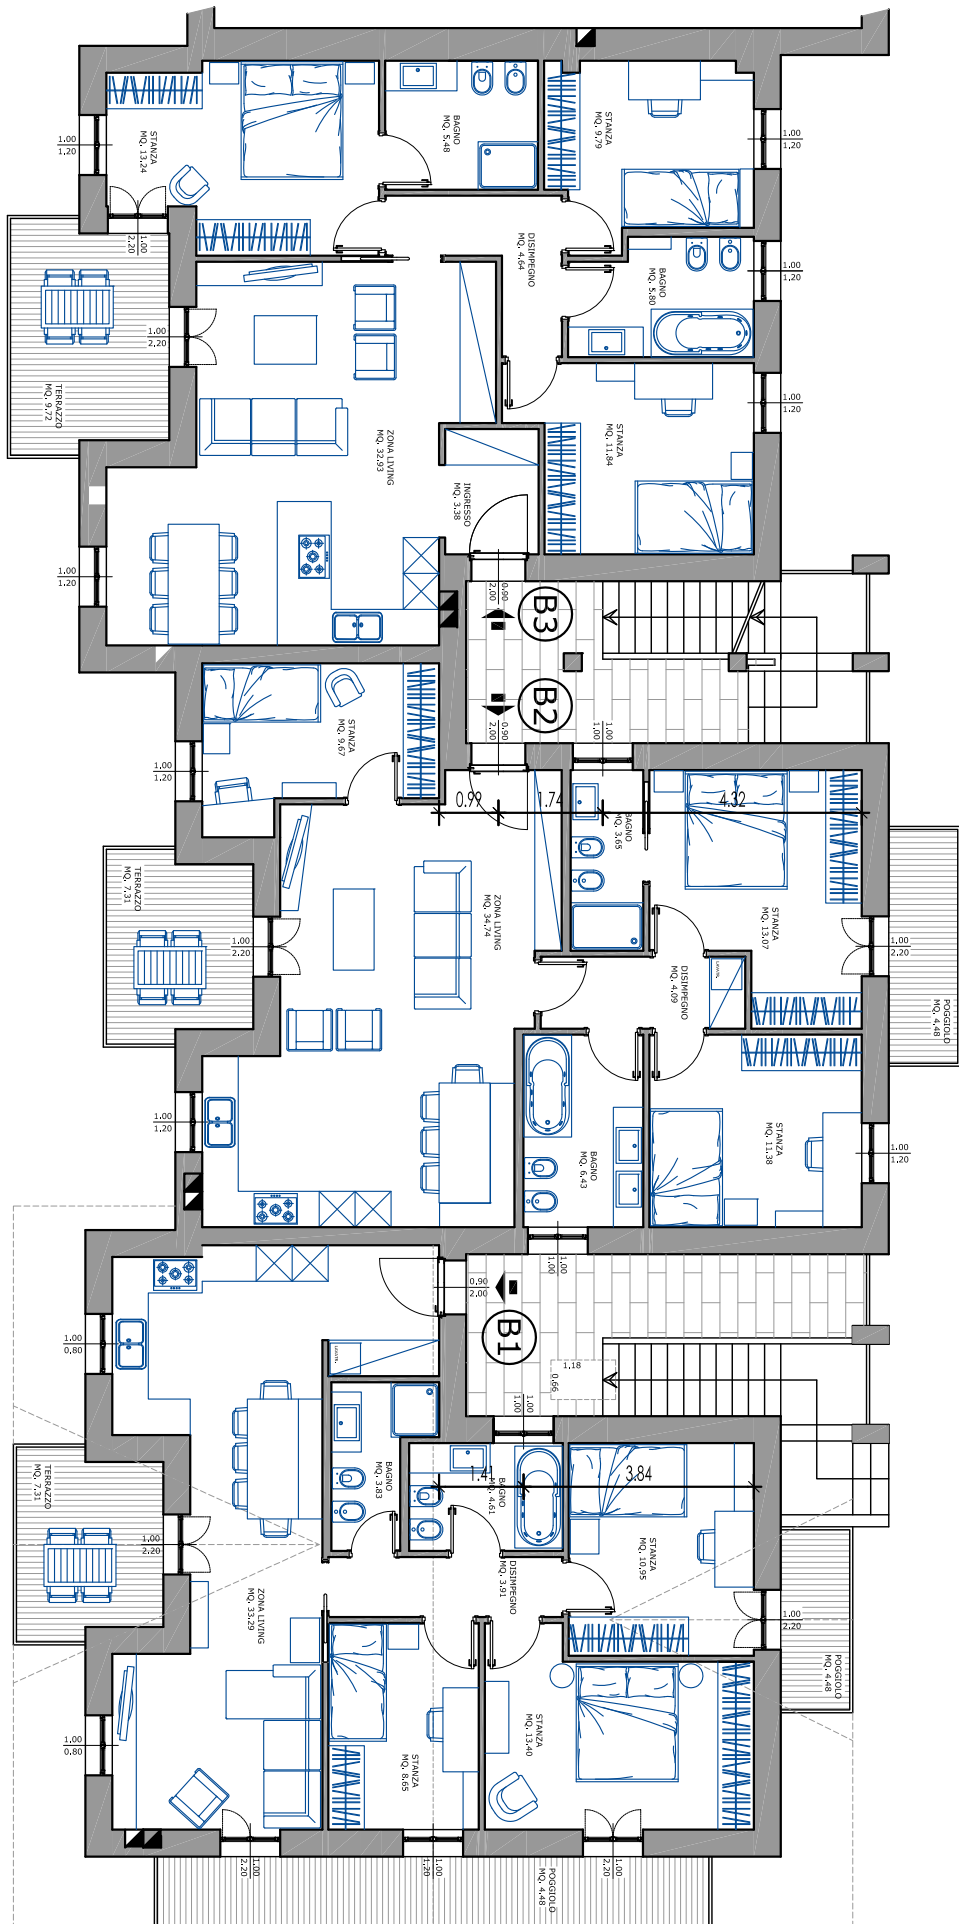 STANZA
MQ. 13.24
BAGNO
MQ. 5.48
STANZA
MQ. 9.79
1.00
1.20
1.00
1.20
1.00
2.20
DISIMPEGNO
MQ. 4.64
BAGNO
MQ. 5.80
1.00
1.20
1.00
2.20
TERRAZZO
MQ. 9.72
ZONA LIVING
MQ. 32.93
STANZA
MQ. 11.84
1.00
1.20
INGRESSO
MQ. 3.38
1.00
1.20
0.90
2.00
B3
B2
0.90
2.00
1.00
1.00
STANZA
MQ. 9.67
1.00
1.20
0.99
1.74
4.32
BAGNO
MQ. 3.65
TERRAZZO
MQ. 7.31
1.00
2.20
ZONA LIVING
MQ. 34.74
STANZA
MQ. 13.07
1.00
2.20
DISIMPEGNO
MQ. 4.09
POGGIOLO
MQ. 4.48
1.00
1.20
BAGNO
MQ. 6.43
STANZA
MQ. 11.38
1.00
1.20
1.00
1.00
0.90
2.00
B1
1.00
0.80
1.18
0.66
1.00
1.00
BAGNO
MQ. 3.83
1.41
BAGNO
MQ. 4.61
3.84
TERRAZZO
MQ. 7.31
1.00
2.20
DISIMPEGNO
MQ. 3.91
STANZA
MQ. 10.95
1.00
2.20
ZONA LIVING
MQ. 33.29
POGGIOLO
MQ. 4.48
1.00
0.80
STANZA
MQ. 8.65
STANZA
MQ. 13.40
1.00
2.20
1.00
1.20
1.00
2.20
POGGIOLO
MQ. 4.48